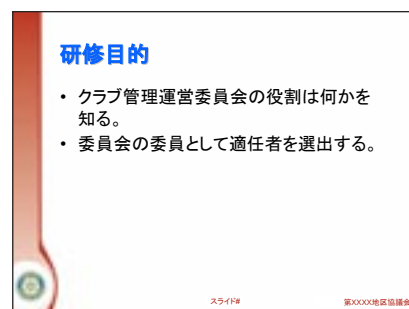 研修目的
• クラブ管理運営委員会の役割は何かを
知る。
• 委員会の委員として適任者を選出する。
スライド#
第XXXX地区協議会